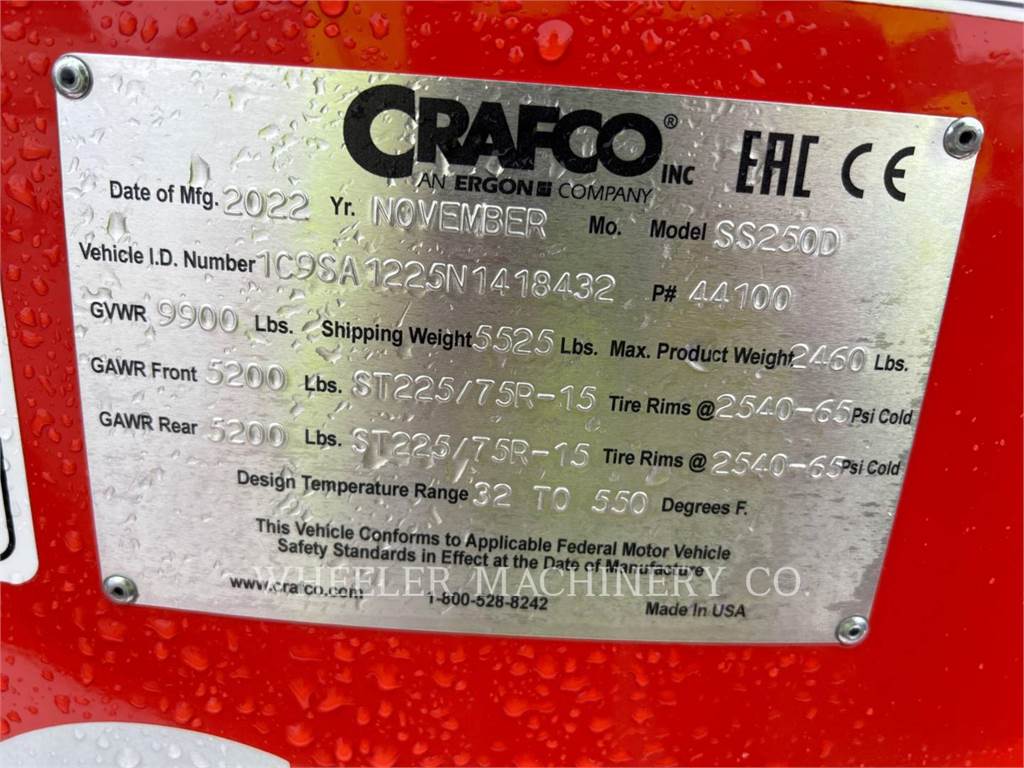 CRAFCO® INC EAC CE
AN ERGON COMPANY
Date of Mfg. 2022 Yr. NOVEMBER Mo. Model SS250D
Vehicle I.D. Number 1C9SA1225N1418432 P# 44100
GVWR 9900 Lbs. Shipping Weight 5525 Lbs. Max. Product Weight 2460 Lbs.
GAWR Front 5200 Lbs. ST225/75R-15 Tire Rims @ 2540-65 Psi Cold
GAWR Rear 5200 Lbs. ST225/75R-15 Tire Rims @ 2540-65 Psi Cold
Design Temperature Range 32 TO 550 Degrees F.
This Vehicle Conforms to Applicable Federal Motor Vehicle
Safety Standards in Effect at the Date of Manufacture
WHEELER MACHINERY CO.
www.crafco.com 1-800-528-8242 Made In USA